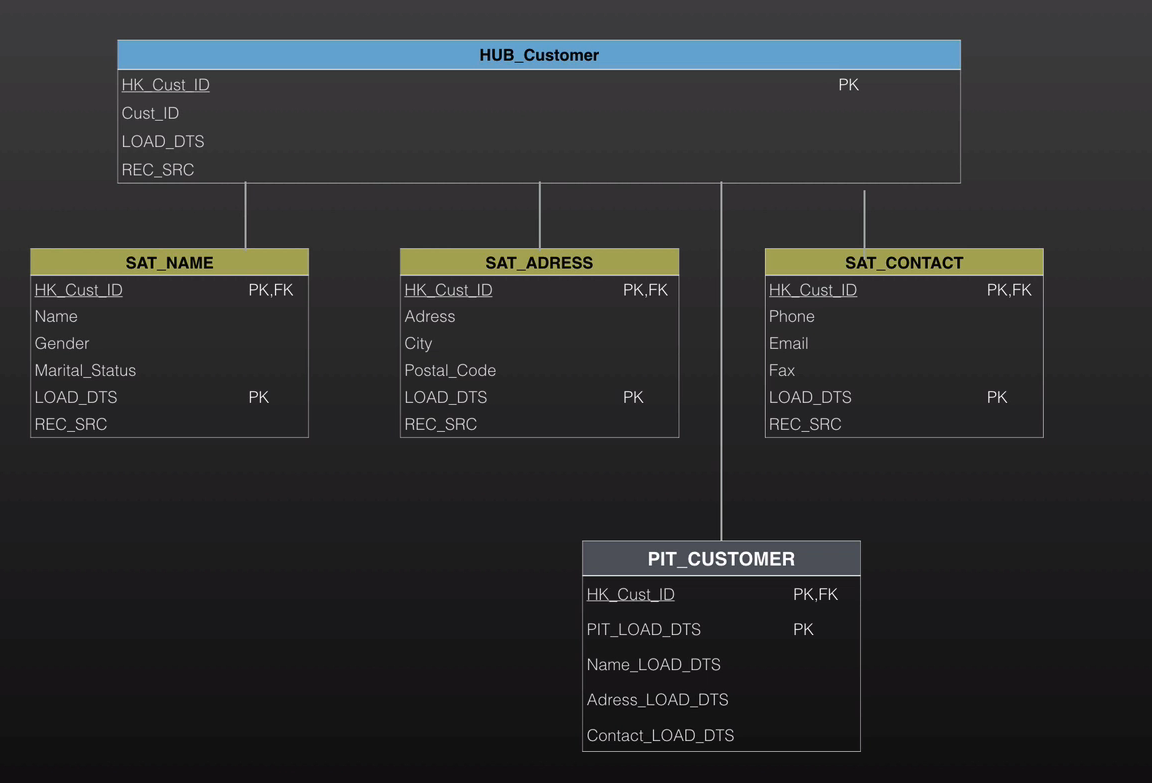 HUB_Customer
HK_Cust_ID PK
Cust_ID
LOAD_DTS
REC_SRC
SAT_NAME
HK_Cust_ID PK,FK
Name
Gender
Marital_Status
LOAD_DTS PK
REC_SRC
SAT_ADRESS
HK_Cust_ID PK,FK
Adress
City
Postal_Code
LOAD_DTS PK
REC_SRC
SAT_CONTACT
HK_Cust_ID PK,FK
Phone
Email
Fax
LOAD_DTS PK
REC_SRC
PIT_CUSTOMER
HK_Cust_ID PK,FK
PIT_LOAD_DTS PK
Name_LOAD_DTS
Adress_LOAD_DTS
Contact_LOAD_DTS